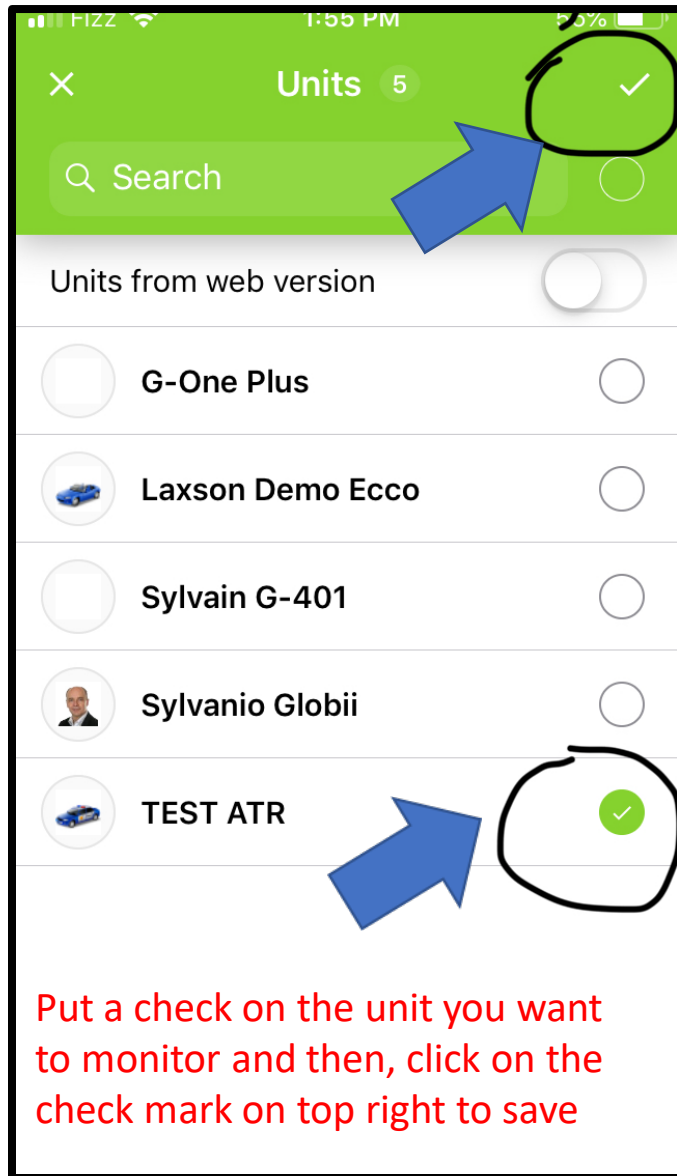 Fizz 1:55 PM
Units 5
Search
Units from web version
G-One Plus
Laxson Demo Ecco
Sylvain G-401
Sylvanio Globii
TEST ATR
Put a check on the unit you want
to monitor and then, click on the
check mark on top right to save